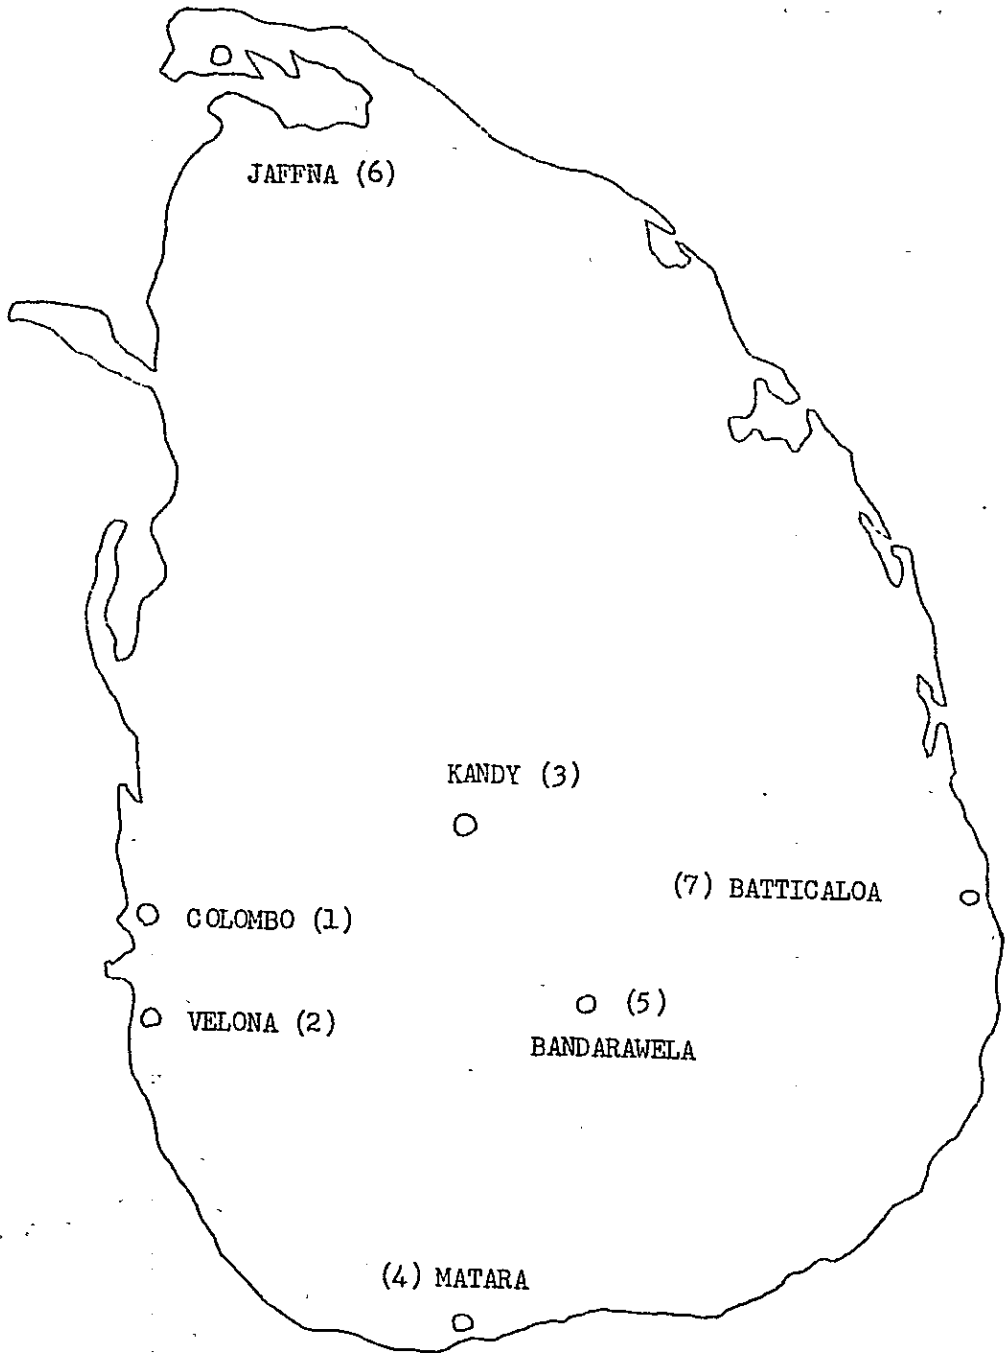 JAFFNA (6)
KANDY (3)
(7) BATTICALOA
COLOMBO (1)
(5)
VELONA (2)
BANDARAWELA
(4) MATARA